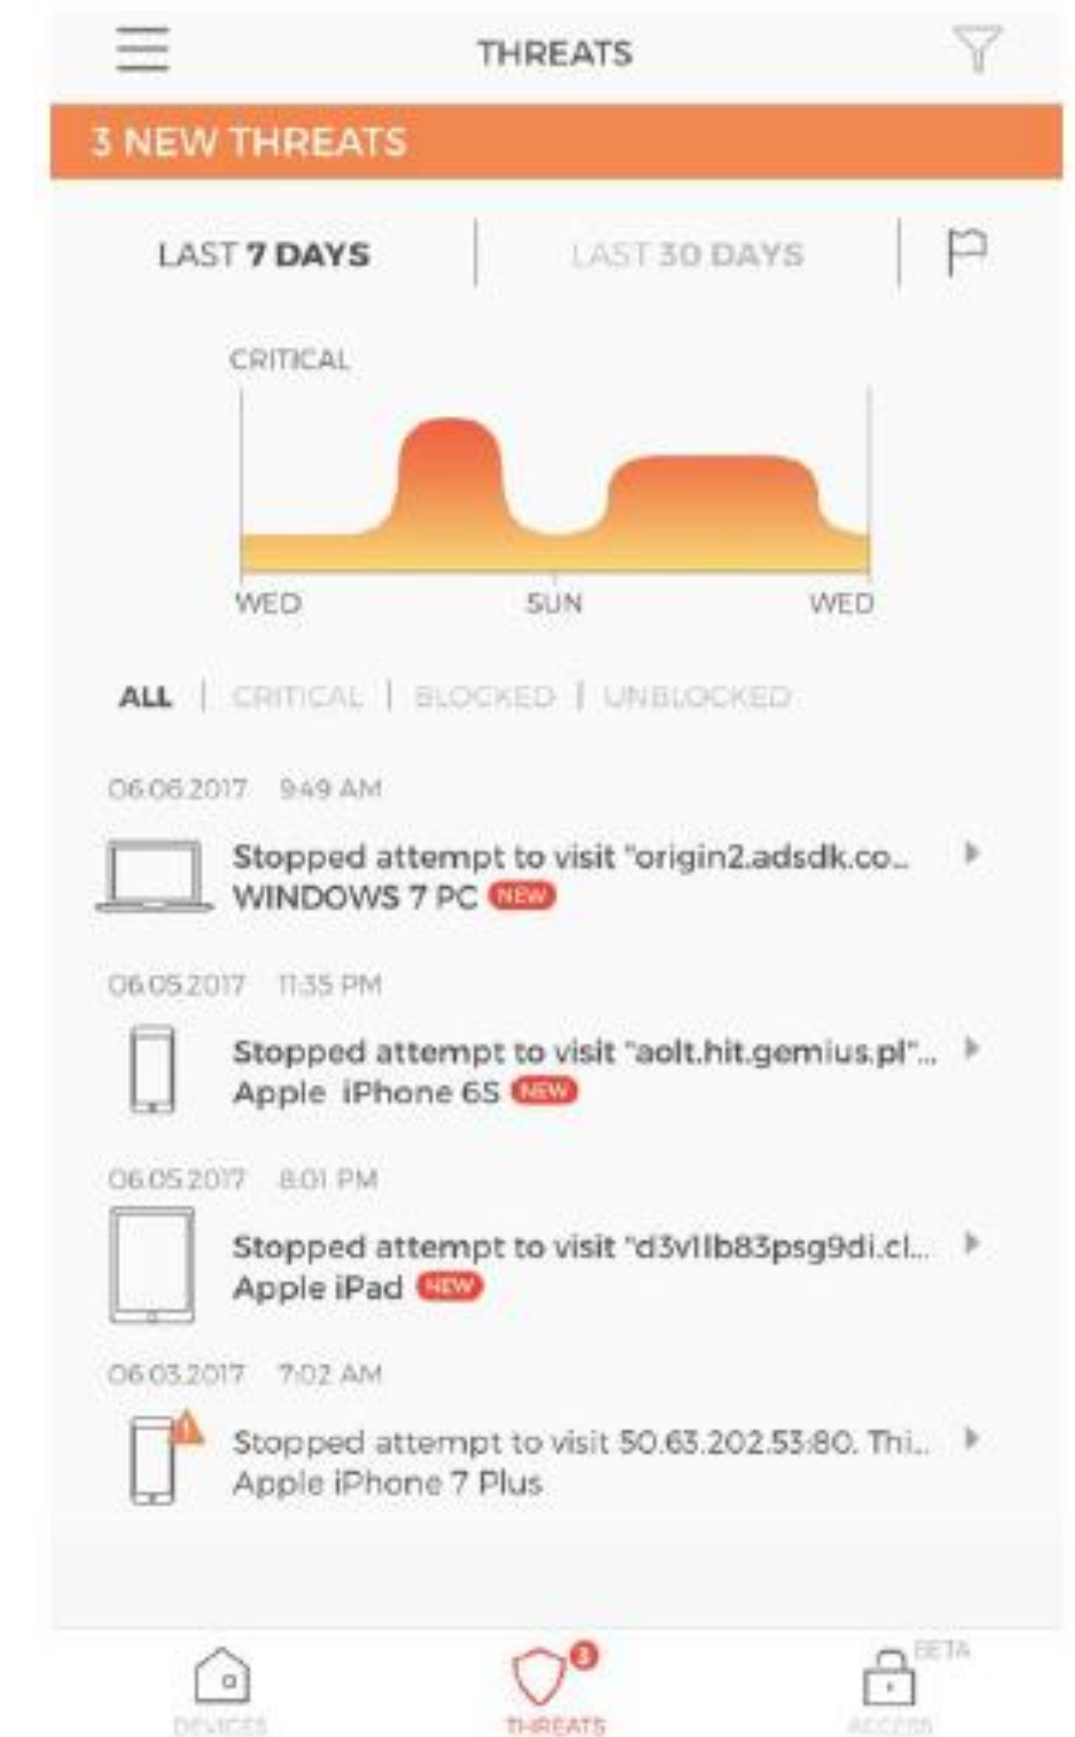 THREATS
3 NEW THREATS
LAST 7 DAYS
LAST 30 DAYS
CRITICAL
WED SUN WED
ALL | CRITICAL | BLOCKED | UNBLOCKED
06.06.2017 9:49 AM
Stopped attempt to visit "origin2.adsdk.co...
WINDOWS 7 PC NEW
06.05.2017 11:35 PM
Stopped attempt to visit "aolt.hit.gemius.pl"...
Apple iPhone 6S NEW
06.05.2017 8:01 PM
Stopped attempt to visit "d3v1lb83psg9di.cl...
Apple iPad NEW
06.03.2017 7:02 AM
Stopped attempt to visit 50.63.202.53:80. Thi...
Apple iPhone 7 Plus
3
BETA
DEVICES THREATS ACCESS